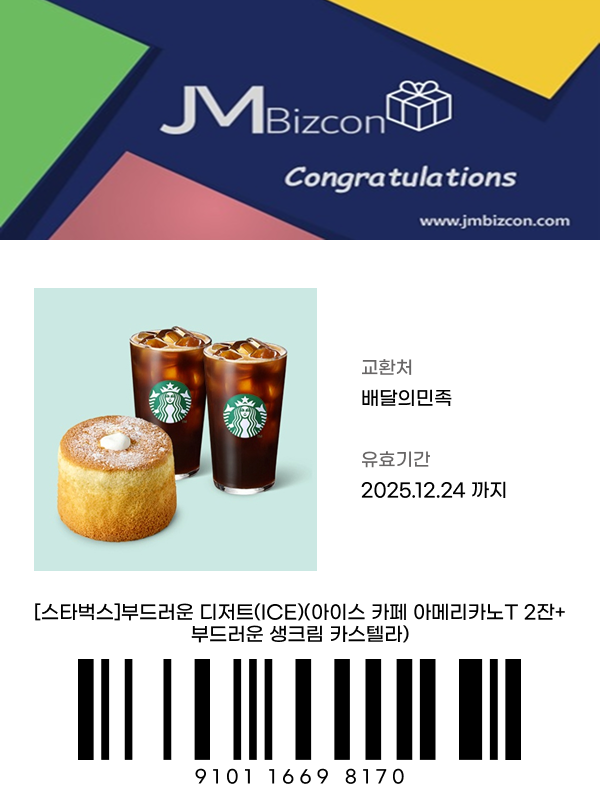 JM Bizcon
Congratulations
www.jmbizcon.com
교환처
배달의민족
유효기간
2025.12.24 까지
[스타벅스]부드러운 디저트(ICE)(아이스 카페 아메리카노T 2잔+
부드러운 생크림 카스텔라)
9101 1669 8170